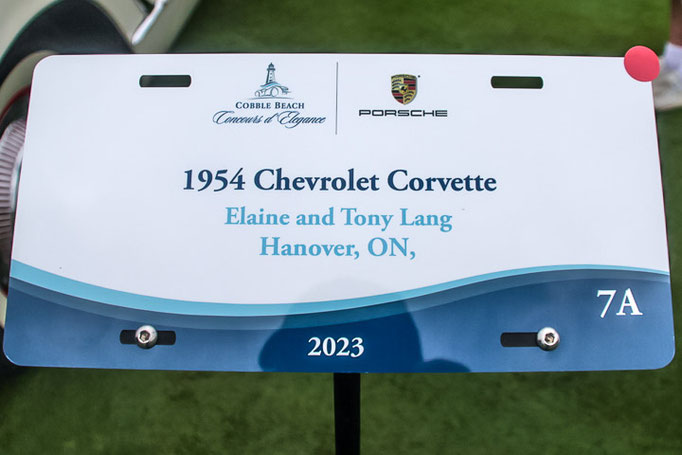 COBBLE BEACH
Concours d'Elegance
PORSCHE
1954 Chevrolet Corvette
Elaine and Tony Lang
Hanover, ON,
7A
2023